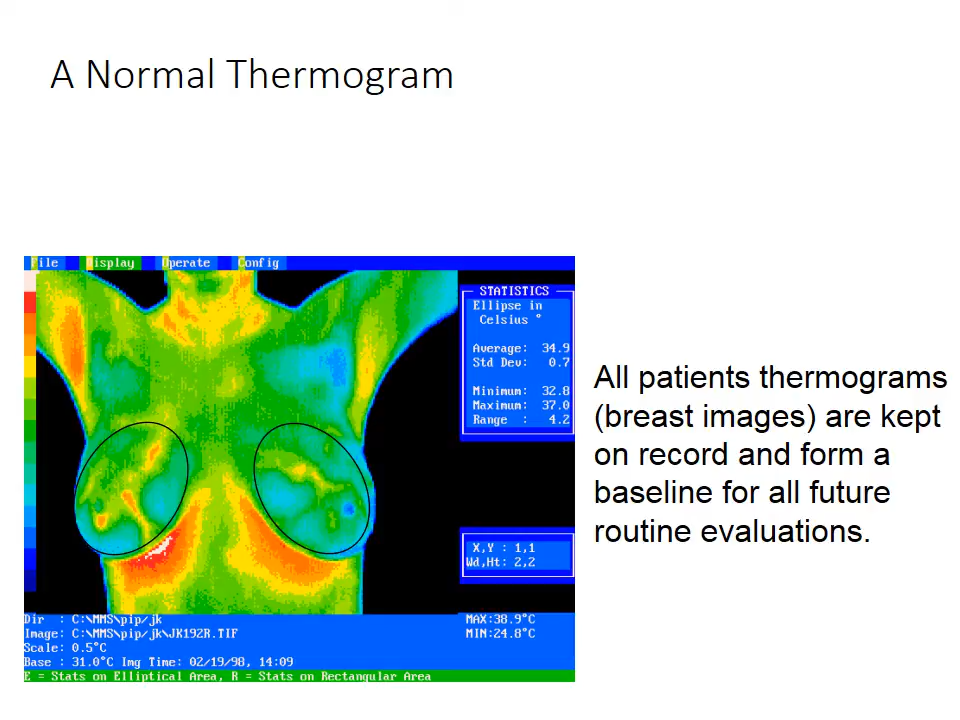 A Normal Thermogram
File Display Operate Config
STATISTICS
Ellipse in
Celsius °
Average: 34.9
Std Dev: 0.7
Minimum: 32.8
Maximum: 37.0
Range : 4.2
All patients thermograms
(breast images) are kept
on record and form a
baseline for all future
routine evaluations.
X,Y : 1,1
Wd,Ht: 2,2
Dir : C:\MMS\pip/jk
MAX:38.9°C
Image: C:\MMS\pip/jk\JK192R.TIF
MIN:24.8°C
Scale: 0.5°C
Base : 31.0°C Img Time: 02/19/98, 14:09
E = Stats on Elliptical Area, R = Stats on Rectangular Area